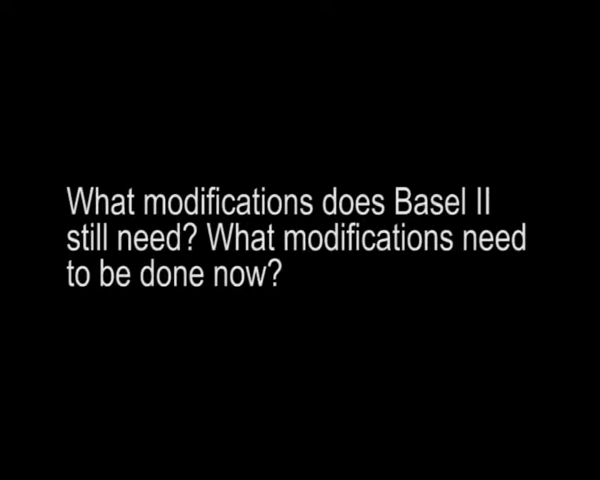 What modifications does Basel II
still need? What modifications need
to be done now?